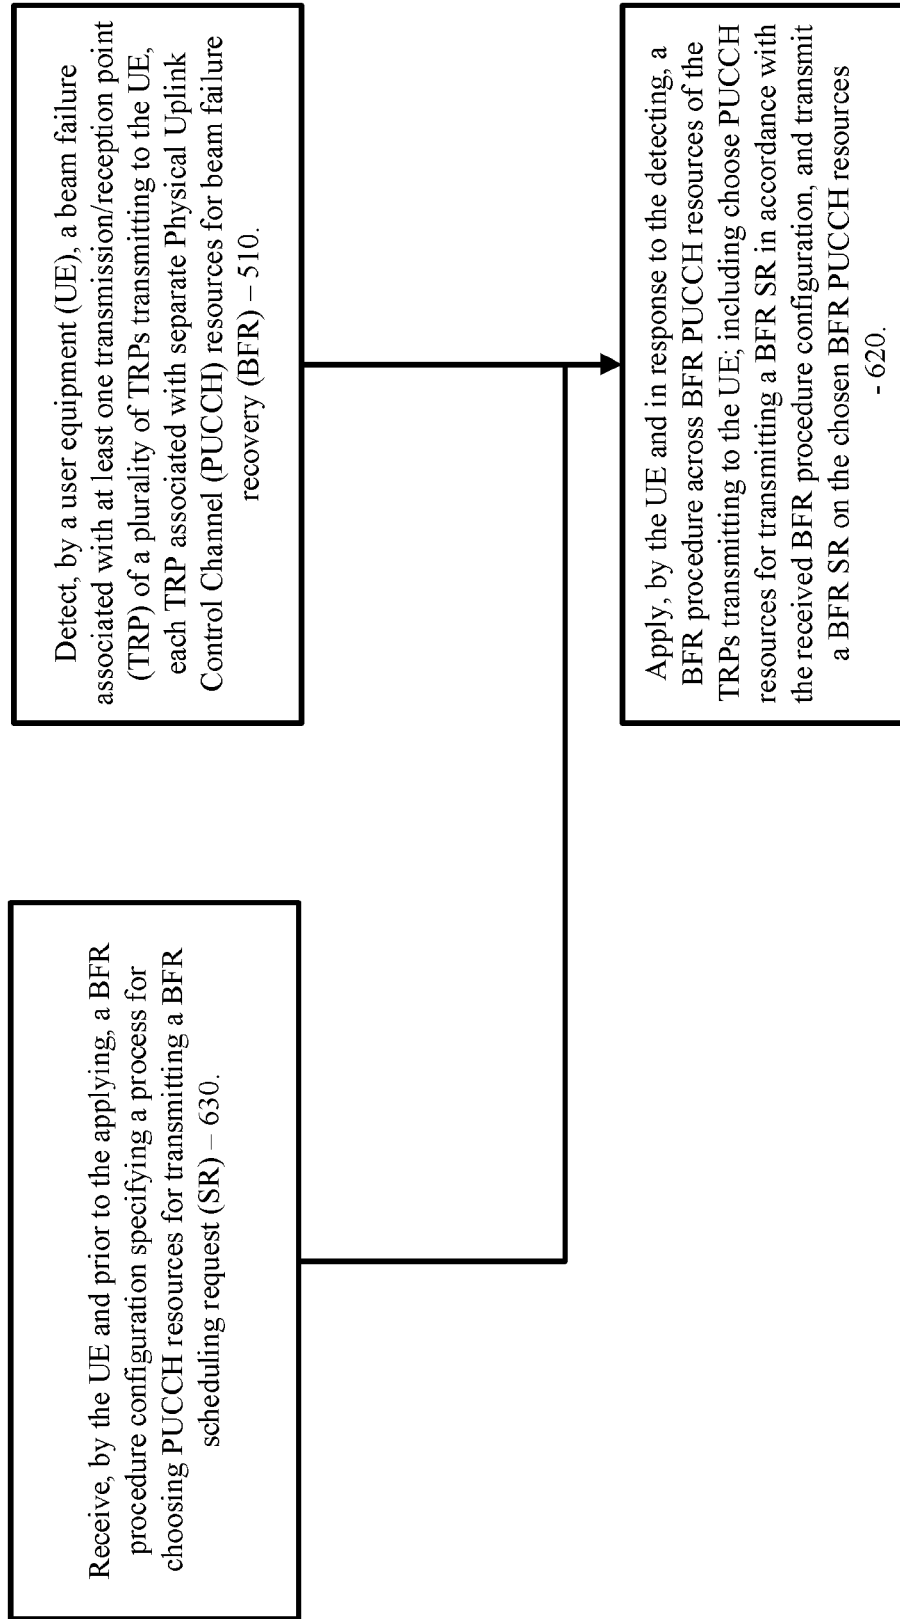 Detect, by a user equipment (UE), a beam failure
associated with at least one transmission/reception point
(TRP) of a plurality of TRPs transmitting to the UE,
each TRP associated with separate Physical Uplink
Control Channel (PUCCH) resources for beam failure
recovery (BFR) – 510.
Receive, by the UE and prior to the applying, a BFR
procedure configuration specifying a process for
choosing PUCCH resources for transmitting a BFR
scheduling request (SR) – 630.
Apply, by the UE and in response to the detecting, a
BFR procedure across BFR PUCCH resources of the
TRPs transmitting to the UE; including choose PUCCH
resources for transmitting a BFR SR in accordance with
the received BFR procedure configuration, and transmit
a BFR SR on the chosen BFR PUCCH resources
- 620.